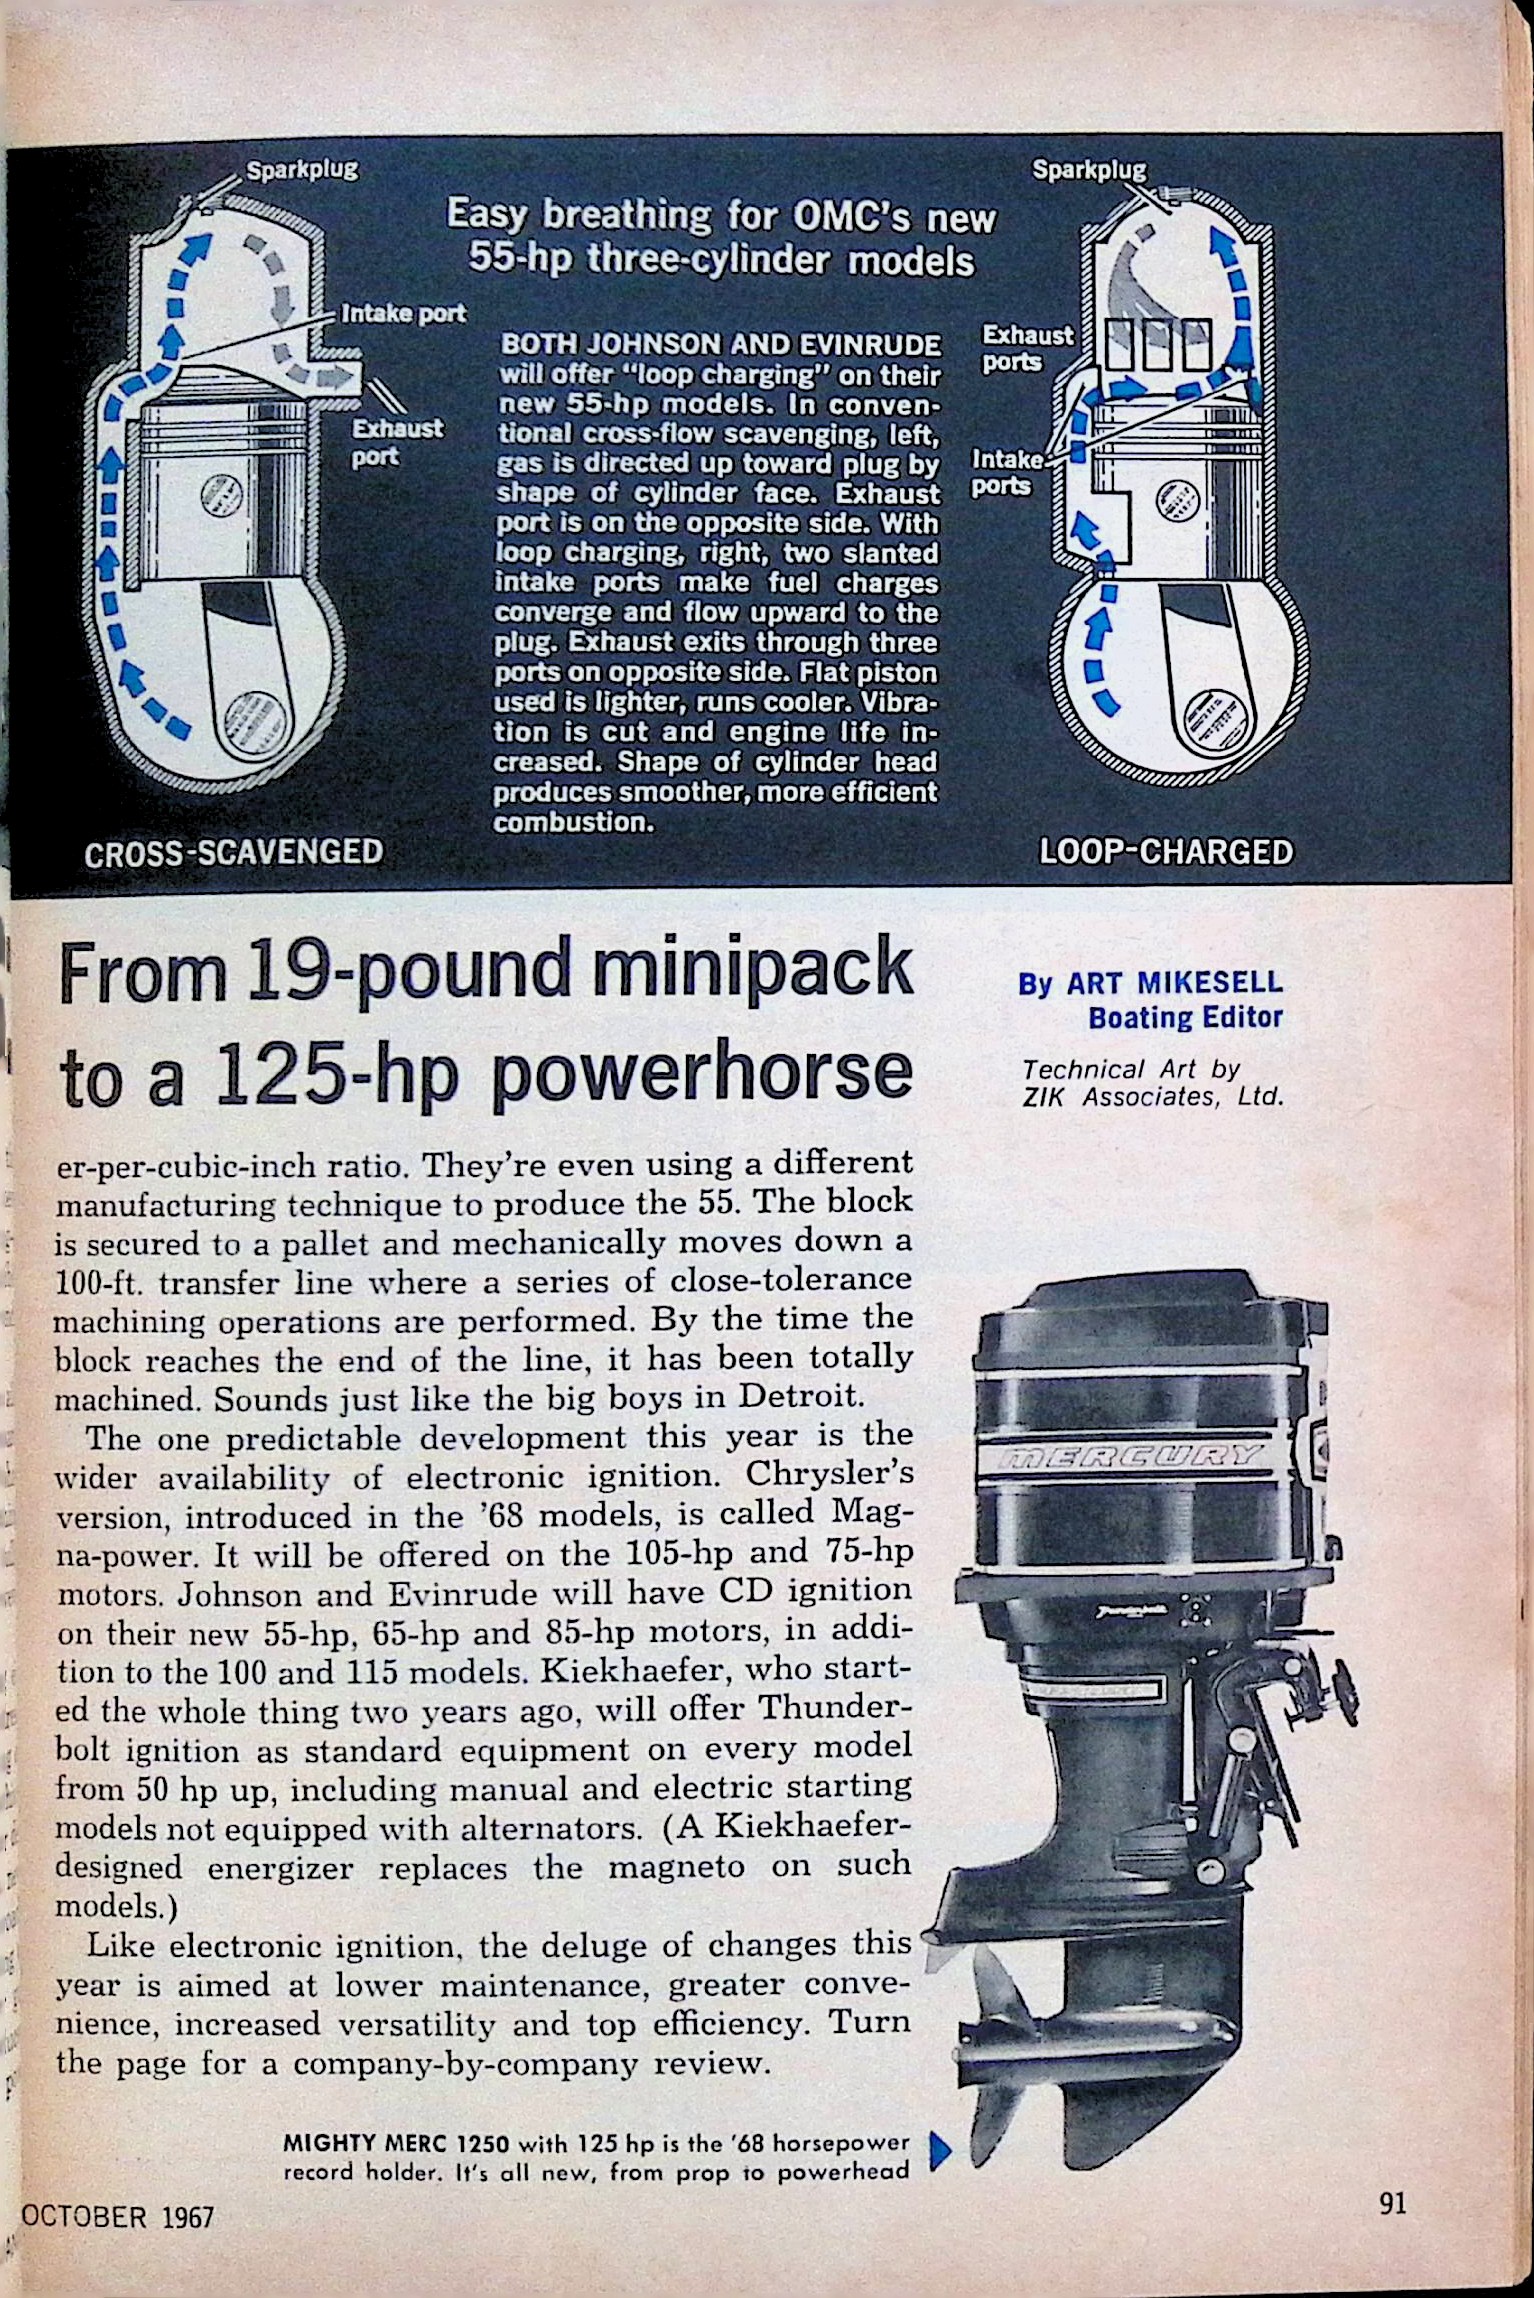 Sparkplug
Intake port
Exhaust
port
CROSS-SCAVENGED
Easy breathing for OMC's new
55-hp three-cylinder models
BOTH JOHNSON AND EVINRUDE
will offer "loop charging" on their
new 55-hp models. In conven-
tional cross-flow scavenging, left,
gas is directed up toward plug by
shape of cylinder face. Exhaust
port is on the opposite side. With
loop charging, right, two slanted
intake ports make fuel charges
converge and flow upward to the
plug. Exhaust exits through three
ports on opposite side. Flat piston
used is lighter, runs cooler. Vibra-
tion is cut and engine life in-
creased. Shape of cylinder head
produces smoother, more efficient
combustion.
Sparkplug
Exhaust
ports
Intake
ports
LOOP-CHARGED
From 19-pound minipack
to a 125-hp powerhorse
By ART MIKESELL
Boating Editor
Technical Art by
ZIK Associates, Ltd.
er-per-cubic-inch ratio. They're even using a different
manufacturing technique to produce the 55. The block
is secured to a pallet and mechanically moves down a
100-ft. transfer line where a series of close-tolerance
machining operations are performed. By the time the
block reaches the end of the line, it has been totally
machined. Sounds just like the big boys in Detroit.
The one predictable development this year is the
wider availability of electronic ignition. Chrysler's
version, introduced in the '68 models, is called Mag-
na-power. It will be offered on the 105-hp and 75-hp
motors. Johnson and Evinrude will have CD ignition
on their new 55-hp, 65-hp and 85-hp motors, in addi-
tion to the 100 and 115 models. Kiekhaefer, who start-
ed the whole thing two years ago, will offer Thunder-
bolt ignition as standard equipment on every model
from 50 hp up, including manual and electric starting
models not equipped with alternators. (A Kiekhaefer-
designed energizer replaces the magneto on such
models.)
Like electronic ignition, the deluge of changes this
year is aimed at lower maintenance, greater conve-
nience, increased versatility and top efficiency. Turn
the page for a company-by-company review.
MERCURY
MIGHTY MERC 1250 with 125 hp is the '68 horsepower
record holder. It's all new, from prop to powerhead
OCTOBER 1967
91